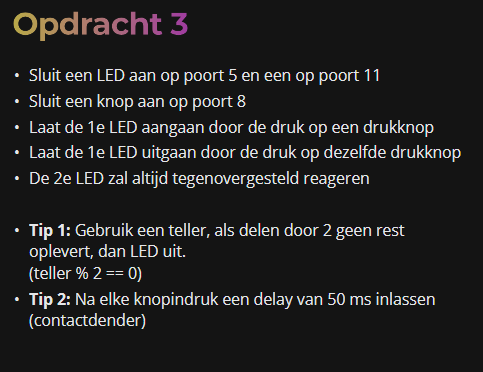 Opdracht 3
• Sluit een LED aan op poort 5 en een op poort 11
• Sluit een knop aan op poort 8
• Laat de 1e LED aangaan door de druk op een drukknop
• Laat de 1e LED uitgaan door de druk op dezelfde drukknop
• De 2e LED zal altijd tegenovergesteld reageren
• Tip 1: Gebruik een teller, als delen door 2 geen rest
oplevert, dan LED uit.
(teller % 2 == 0)
• Tip 2: Na elke knopindruk een delay van 50 ms inlassen
(contactdender)